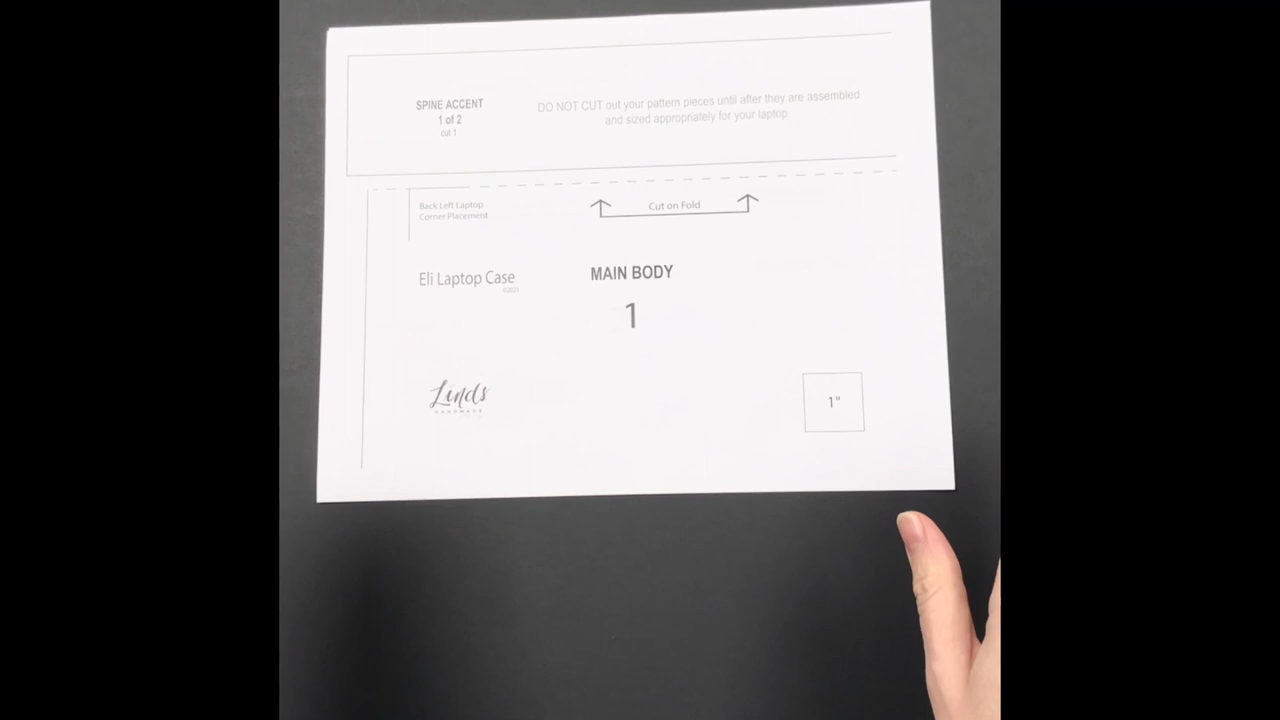 SPINE ACCENT
1 of 2
cut 1
DO NOT CUT out your pattern pieces until after they are assembled
and sized appropriately for your laptop
Back Left Laptop
Corner Placement
Cut on Fold
Eli Laptop Case
©2021
MAIN BODY
1
Linds
HANDMADE
1"